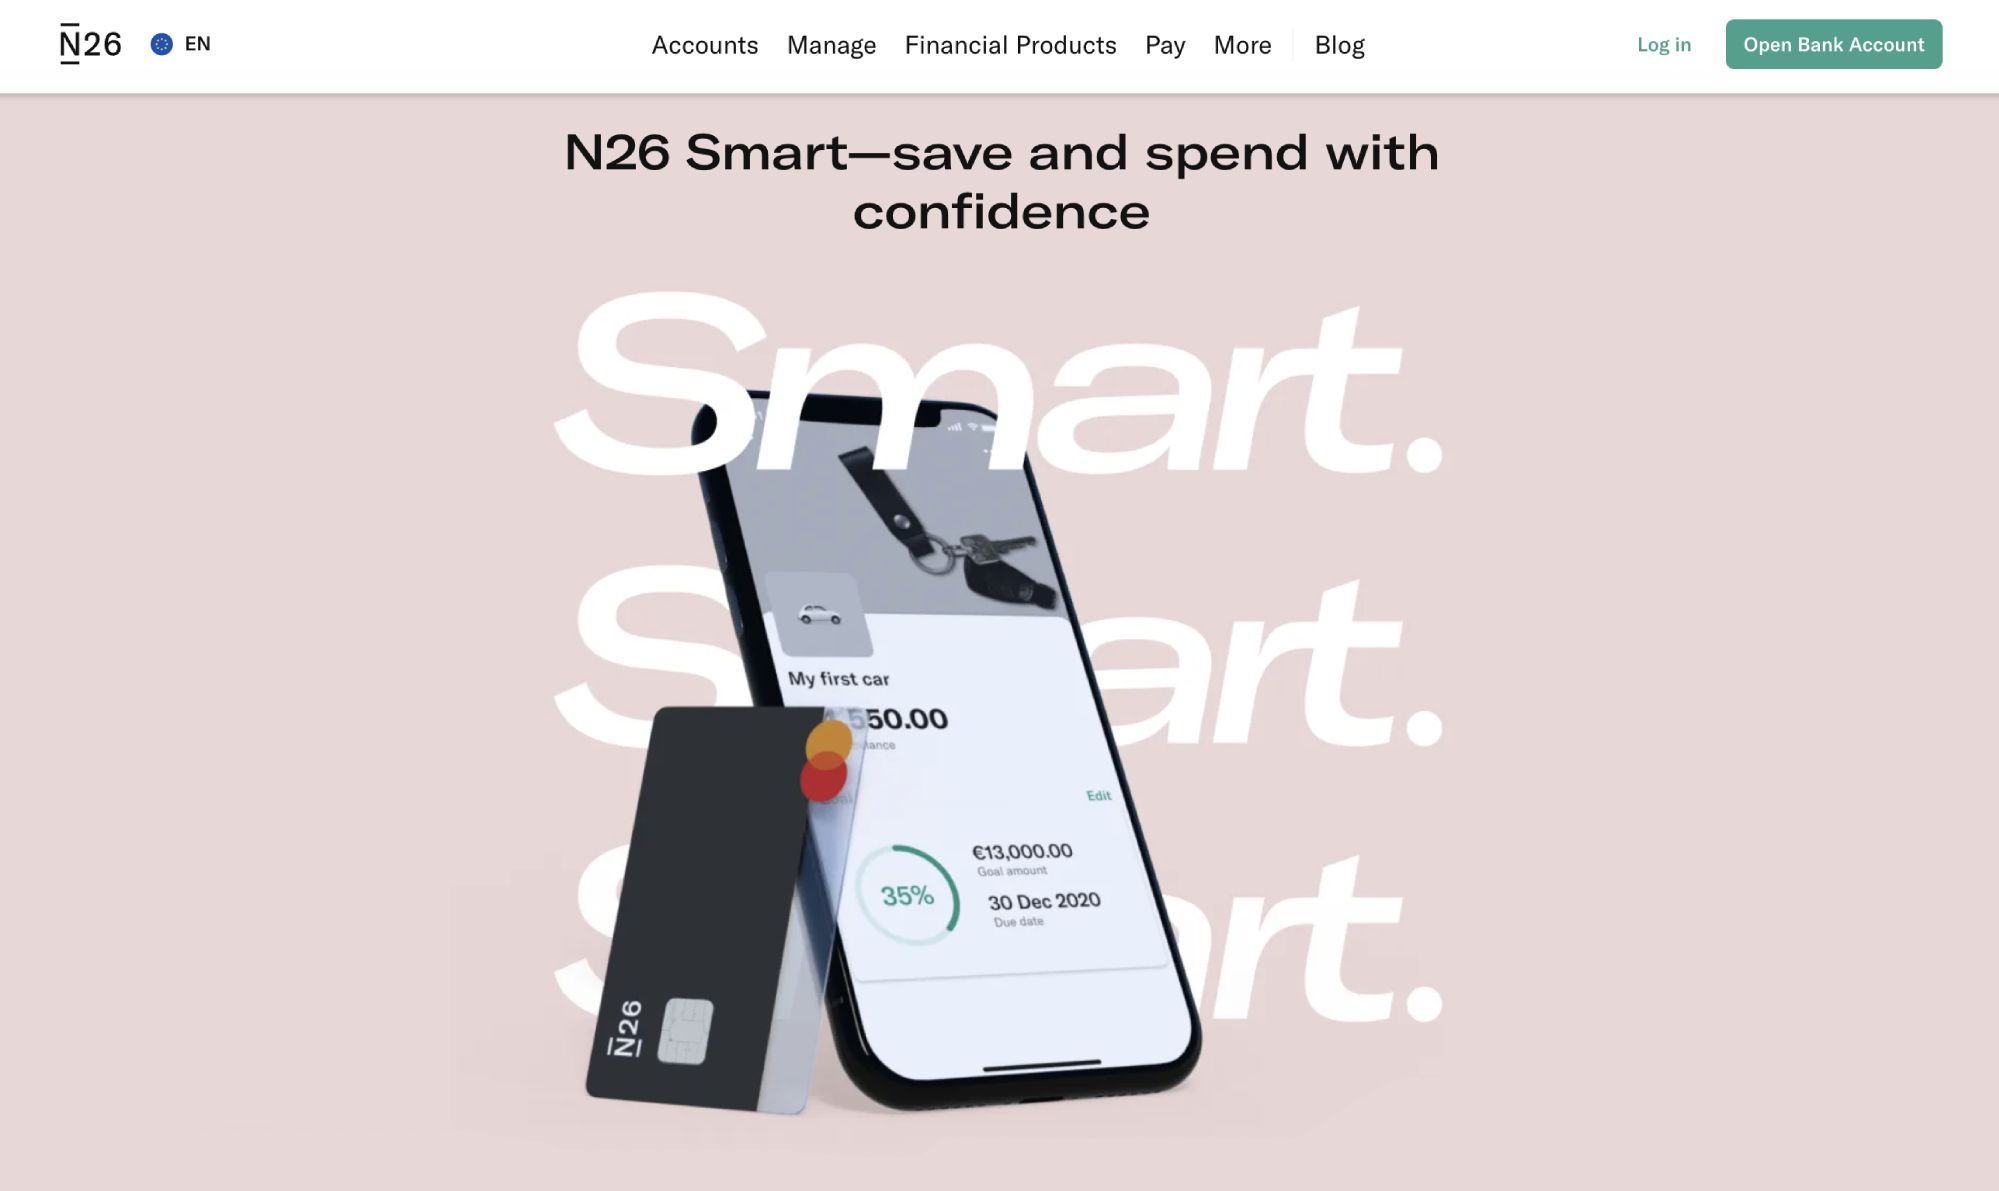 N26
EN
Accounts
Manage
Financial Products
Pay
More
Blog
Log in
Open Bank Account
N26 Smart—save and spend with
confidence
Smart.
Smart.
Smart.
My first car
550.00
Edit
35%
€13,000.00
Goal amount
30 Dec 2020
Due date
N26